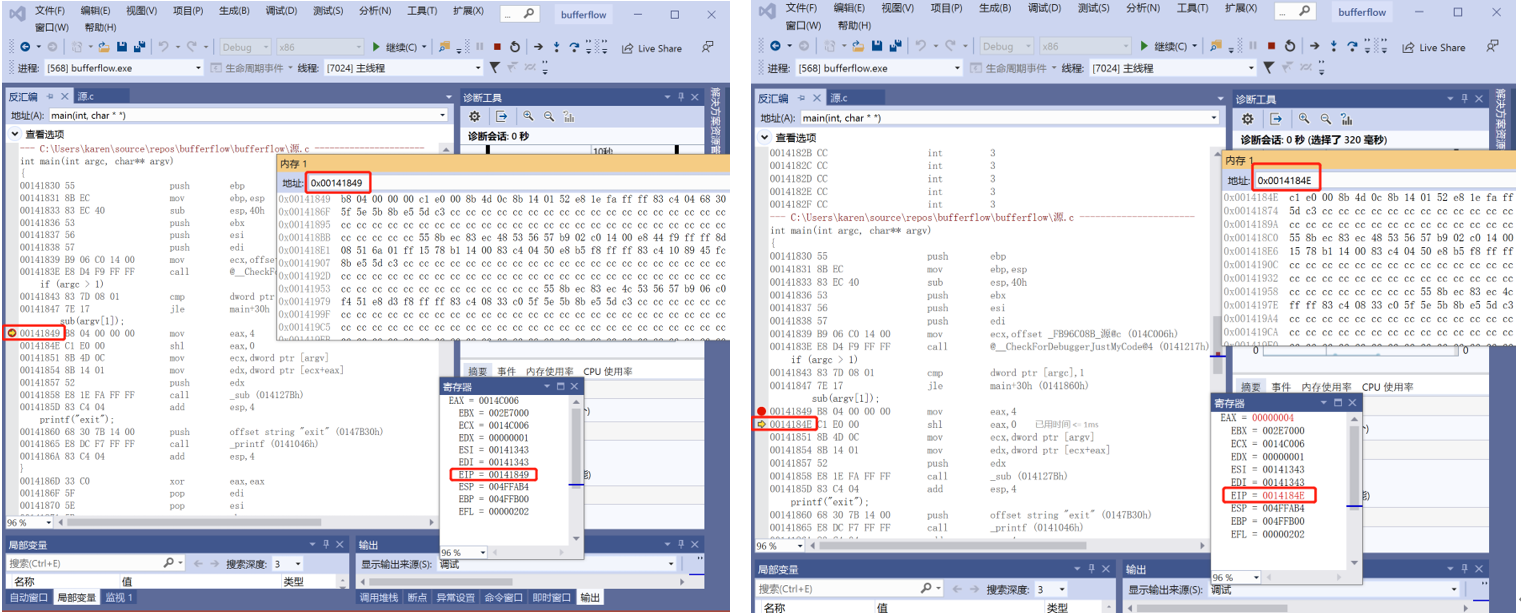 文件(F) 编辑(E) 视图(V) 项目(P) 生成(B) 调试(D) 测试(S) 分析(N) 工具(T) 扩展(X) ... bufferflow
窗口(W) 帮助(H)
Debug x86 继续(C) Live Share
进程: [568] bufferflow.exe 生命周期事件 线程: [7024] 主线程
反汇编 源.c
地址(A): main(int, char * *)
查看选项
--- C:\Users\karen\source\repos\bufferflow\bufferflow\源.c
int main(int argc, char** argv)
{
00141830 55 push ebp
00141831 8B EC mov ebp,esp
00141833 83 EC 40 sub esp,40h
00141836 53 push ebx
00141837 56 push esi
00141838 57 push edi
00141839 B9 06 C0 14 00 mov ecx,offset
0014183E E8 D4 F9 FF FF call @__CheckFo
if (argc > 1)
00141843 83 7D 08 01 cmp dword ptr
00141847 7E 17 jle main+30h
sub(argv[1]);
00141849 B8 04 00 00 00 mov eax,4
0014184E C1 E0 00 shl eax,0
00141851 8B 4D 0C mov ecx,dword ptr [argv]
00141854 8B 14 01 mov edx,dword ptr [ecx+eax]
00141857 52 push edx
00141858 E8 1E FA FF FF call _sub (014127Bh)
0014185D 83 C4 04 add esp,4
printf("exit");
00141860 68 30 7B 14 00 push offset string "exit" (0147B30h)
00141865 E8 DC F7 FF FF call _printf (0141046h)
0014186A 83 C4 04 add esp,4
}
0014186D 33 C0 xor eax,eax
0014186F 5F pop edi
00141870 5E pop esi
96 %
诊断工具
诊断会话: 0 秒
10秒
解决方案资源管
内存 1
地址: 0x00141849
0x00141849 b8 04 00 00 00 c1 e0 00 8b 4d 0c 8b 14 01 52 e8 1e fa ff ff 83 c4 04 68 30
0x0014186F 5f 5e 5b 8b e5 5d c3 cc cc cc cc cc cc cc cc cc cc cc cc cc cc cc cc cc cc
0x00141895 cc cc cc cc cc cc cc cc cc cc cc cc cc cc cc cc cc cc cc cc cc cc cc cc cc
0x001418BB cc cc cc cc cc cc 55 8b ec 83 ec 48 53 56 57 b9 02 c0 14 00 e8 44 f9 ff ff 8d
0x001418E1 08 51 6a 01 ff 15 78 b1 14 00 83 c4 04 50 e8 b5 f8 ff ff 83 c4 10 89 45 fc
0x00141907 8b e5 5d c3 cc cc cc cc cc cc cc cc cc cc cc cc cc cc cc cc cc cc cc cc cc
0x0014192D cc cc cc cc cc cc cc cc cc cc cc cc cc cc cc cc cc cc cc cc cc cc cc cc cc
0x00141953 cc cc cc cc cc cc cc cc cc cc cc cc cc 55 8b ec 83 ec 4c 53 56 57 b9 06 c0
0x00141979 f4 51 e8 d3 f8 ff ff 83 c4 08 33 c0 5f 5e 5b 8b e5 5d c3 cc cc cc cc cc cc
0x0014199F cc cc cc cc cc cc cc cc cc cc cc cc cc cc cc cc cc cc cc cc cc cc cc cc cc
0x001419C5 cc cc cc cc cc cc cc cc cc cc cc cc cc cc cc cc cc cc cc cc cc cc cc cc cc
摘要 事件 内存使用率 CPU 使用率
寄存器
EAX = 0014C006
EBX = 002E7000
ECX = 0014C006
EDX = 00000001
ESI = 00141343
EDI = 00141343
EIP = 00141849
ESP = 004FFAB4
EBP = 004FFB00
EFL = 00000202
96 %
局部变量
搜索(Ctrl+E) 搜索深度: 3
名称 值 类型
自动窗口 局部变量 监视 1
输出
显示输出来源(S): 调试
调用堆栈 断点 异常设置 命令窗口 即时窗口 输出
文件(F) 编辑(E) 视图(V) 项目(P) 生成(B) 调试(D) 测试(S) 分析(N) 工具(T) 扩展(X) ... bufferflow
窗口(W) 帮助(H)
Debug x86 继续(C) Live Share
进程: [568] bufferflow.exe 生命周期事件 线程: [7024] 主线程
反汇编 源.c
地址(A): main(int, char * *)
查看选项
0014182B CC int 3
0014182C CC int 3
0014182D CC int 3
0014182E CC int 3
0014182F CC int 3
--- C:\Users\karen\source\repos\bufferflow\bufferflow\源.c
int main(int argc, char** argv)
{
00141830 55 push ebp
00141831 8B EC mov ebp,esp
00141833 83 EC 40 sub esp,40h
00141836 53 push ebx
00141837 56 push esi
00141838 57 push edi
00141839 B9 06 C0 14 00 mov ecx,offset _FB96C08B_源@c (014C006h)
0014183E E8 D4 F9 FF FF call @__CheckForDebuggerJustMyCode@4 (0141217h)
if (argc > 1)
00141843 83 7D 08 01 cmp dword ptr [argc],1
00141847 7E 17 jle main+30h (0141860h)
sub(argv[1]);
00141849 B8 04 00 00 00 mov eax,4
0014184E C1 E0 00 shl eax,0 已用时间 <= 1ms
00141851 8B 4D 0C mov ecx,dword ptr [argv]
00141854 8B 14 01 mov edx,dword ptr [ecx+eax]
00141857 52 push edx
00141858 E8 1E FA FF FF call _sub (014127Bh)
0014185D 83 C4 04 add esp,4
printf("exit");
00141860 68 30 7B 14 00 push offset string "exit" (0147B30h)
00141865 E8 DC F7 FF FF call _printf (0141046h)
96 %
诊断工具
诊断会话: 0 秒 (选择了 320 毫秒)
解决方案资源管
内存 1
地址: 0x0014184E
0x0014184E c1 e0 00 8b 4d 0c 8b 14 01 52 e8 1e fa ff
0x00141874 5d c3 cc cc cc cc cc cc cc cc cc cc cc cc
0x0014189A cc cc cc cc cc cc cc cc cc cc cc cc cc cc
0x001418C0 55 8b ec 83 ec 48 53 56 57 b9 02 c0 14 00
0x001418E6 15 78 b1 14 00 83 c4 04 50 e8 b5 f8 ff ff
0x0014190C cc cc cc cc cc cc cc cc cc cc cc cc cc cc
0x00141932 cc cc cc cc cc cc cc cc cc cc cc cc cc cc
0x00141958 cc cc cc cc cc cc cc cc 55 8b ec 83 ec 4c
0x0014197E ff ff 83 c4 08 33 c0 5f 5e 5b 8b e5 5d c3
0x001419A4 cc cc cc cc cc cc cc cc cc cc cc cc cc cc
0x001419CA cc cc cc cc cc cc cc cc cc cc cc cc cc cc
0 0
摘要 事件 内存使用率 CPU 使用率
寄存器
EAX = 00000004
EBX = 002E7000
ECX = 0014C006
EDX = 00000001
ESI = 00141343
EDI = 00141343
EIP = 0014184E
ESP = 004FFAB4
EBP = 004FFB00
EFL = 00000202
96 %
局部变量
搜索(Ctrl+E) 搜索深度: 3
名称 值 类型
输出
显示输出来源(S): 调试